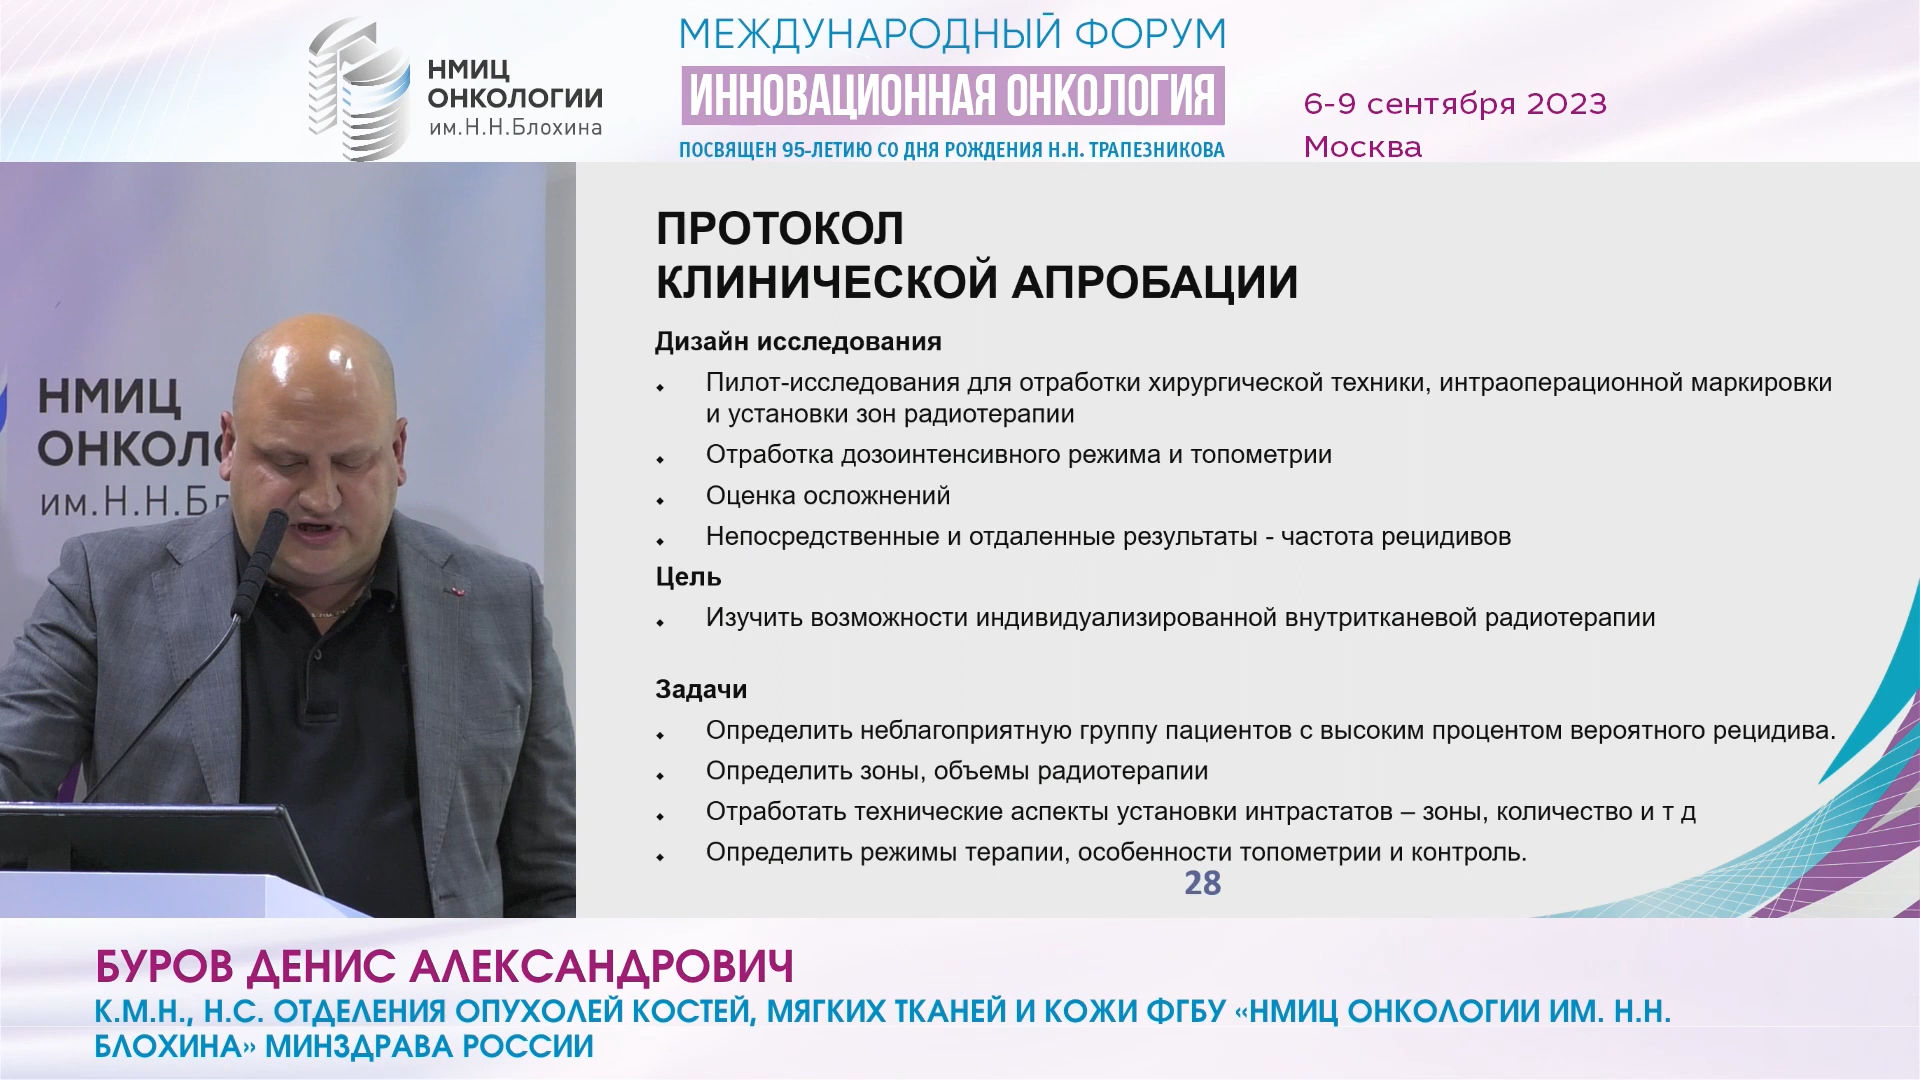 НМИЦ
ОНКОЛОГИИ
им.Н.Н.Блохина
МЕЖДУНАРОДНЫЙ ФОРУМ
ИННОВАЦИОННАЯ ОНКОЛОГИЯ
ПОСВЯЩЕН 95-ЛЕТИЮ СО ДНЯ РОЖДЕНИЯ Н.Н. ТРАПЕЗНИКОВА
6-9 сентября 2023
Москва
НМИЦ
ОНКОЛО
им.Н.Н.Бл
ПРОТОКОЛ
КЛИНИЧЕСКОЙ АПРОБАЦИИ
Дизайн исследования
Пилот-исследования для отработки хирургической техники, интраоперационной маркировки
и установки зон радиотерапии
Отработка дозоинтенсивного режима и топометрии
Оценка осложнений
Непосредственные и отдаленные результаты - частота рецидивов
Цель
Изучить возможности индивидуализированной внутритканевой радиотерапии
Задачи
Определить неблагоприятную группу пациентов с высоким процентом вероятного рецидива.
Определить зоны, объемы радиотерапии
Отработать технические аспекты установки интрастатов – зоны, количество и т д
Определить режимы терапии, особенности топометрии и контроль.
28
БУРОВ ДЕНИС АЛЕКСАНДРОВИЧ
К.М.Н., Н.С. ОТДЕЛЕНИЯ ОПУХОЛЕЙ КОСТЕЙ, МЯГКИХ ТКАНЕЙ И КОЖИ ФГБУ «НМИЦ ОНКОЛОГИИ ИМ. Н.Н.
БЛОХИНА» МИНЗДРАВА РОССИИ